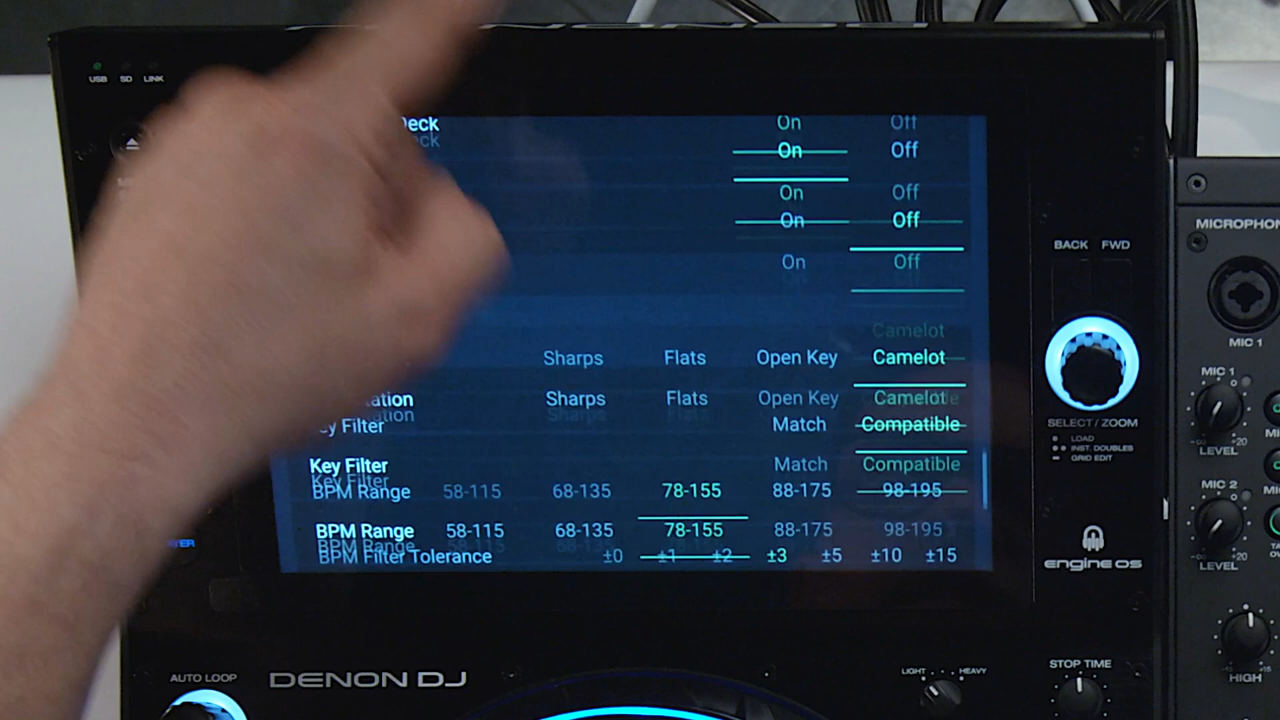 USB SD LINK
Deck On Off
On Off
On Off
On Off
On Off
Camelot
Sharps Flats Open Key Camelot
tation Sharps Flats Open Key Camelot
Key Filter Match Compatible
Key Filter Match Compatible
BPM Range 58-115 68-135 78-155 88-175 98-195
BPM Range 58-115 68-135 78-155 88-175 98-195
BPM Filter Tolerance ±0 ±1 ±2 ±3 ±5 ±10 ±15
BACK FWD
SELECT/ZOOM
LOAD
INST. DOUBLES
GRID EDIT
engine OS
MICROPHON
MIC 1
MIC 1
LEVEL
MIC 2
LEVEL
HIGH
AUTO LOOP
DENON DJ
LIGHT HEAVY
STOP TIME